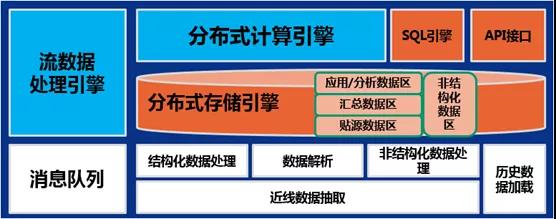 流数据
处理引擎
分布式计算引擎
SQL引擎
API接口
分布式存储引擎
应用/分析数据区
汇总数据区
贴源数据区
非结
构化
数据
区
消息队列
结构化数据处理
数据解析
非结构化数据处
理
历史数
据加载
近线数据抽取